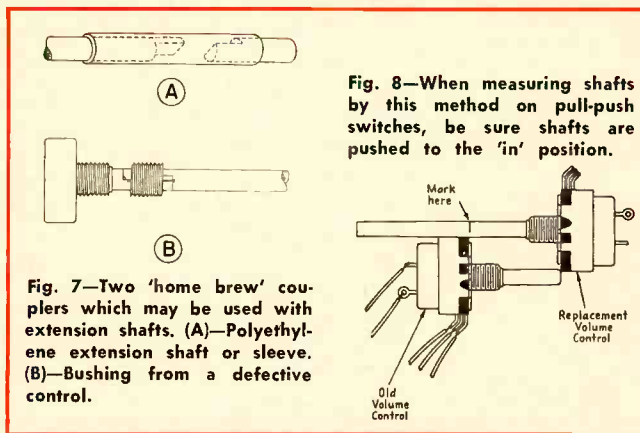 A
B
Fig. 7—Two 'home brew' cou-
plers which may be used with
extension shafts. (A)—Polyethyl-
ene extension shaft or sleeve.
(B)—Bushing from a defective
control.
Fig. 8—When measuring shafts
by this method on pull-push
switches, be sure shafts are
pushed to the 'in' position.
Mark
here
Replacement
Volume
Control
Old
Volume
Control